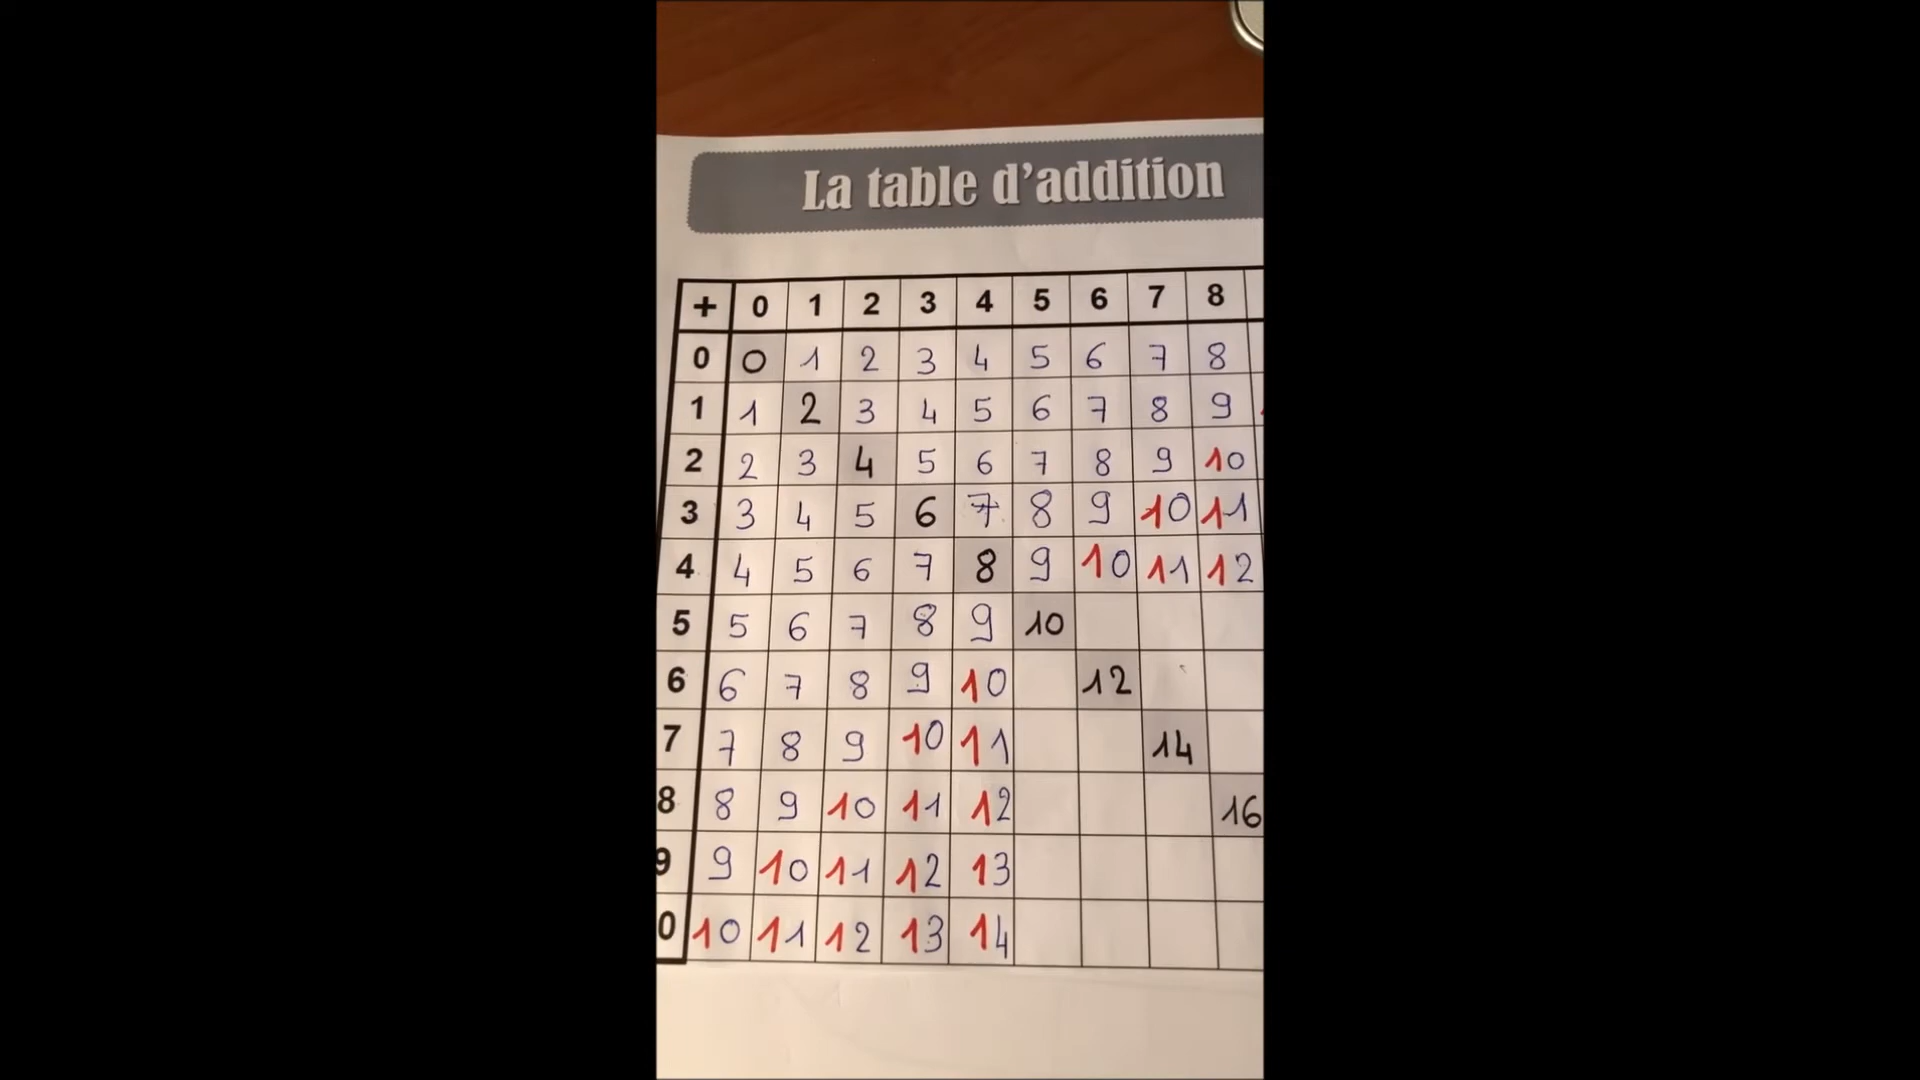 La table d'addition
+ 0 1 2 3 4 5 6 7 8
0 0 1 2 3 4 5 6 7 8
1 1 2 3 4 5 6 7 8 9
2 2 3 4 5 6 7 8 9 10
3 3 4 5 6 7 8 9 10 11
4 4 5 6 7 8 9 10 11 12
5 5 6 7 8 9 10
6 6 7 8 9 10 12
7 7 8 9 10 11 14
8 8 9 10 11 12 16
9 9 10 11 12 13
0 10 11 12 13 14